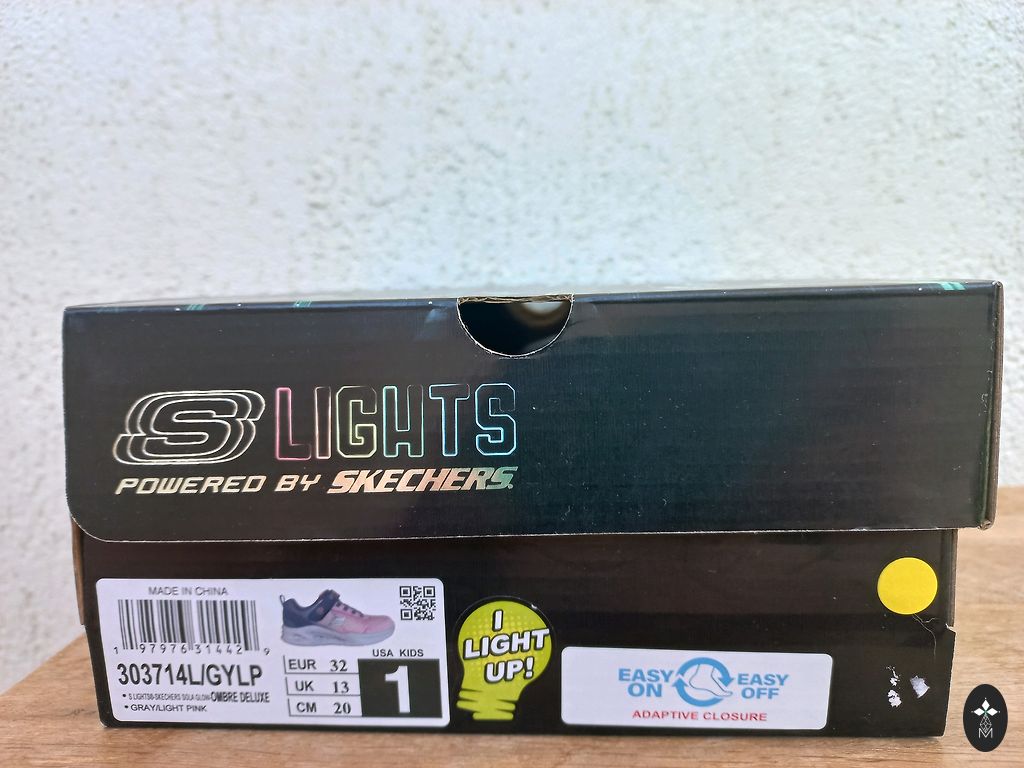 S LIGHTS
POWERED BY SKECHERS
MADE IN CHINA
1 97976 31442 9
303714L/GYLP
• S LIGHTS®-SKECHERS SOLA GLOW-OMBRE DELUXE
• GRAY/LIGHT PINK
USA KIDS
EUR 32
UK 13
CM 20
1
I
LIGHT
UP!
EASY ON
EASY OFF
ADAPTIVE CLOSURE
M